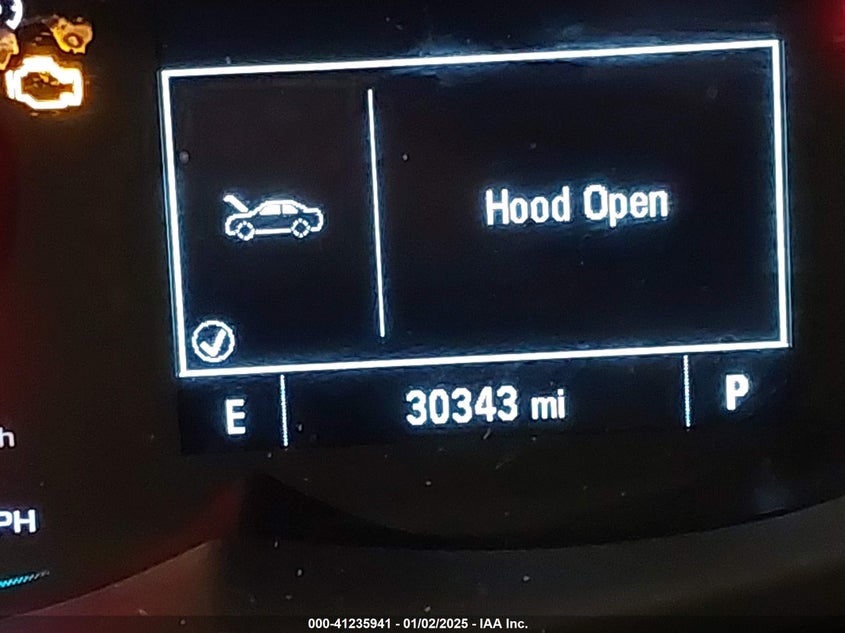 Hood Open
E 30343 mi P
h
PH
000-41235941 - 01/02/2025 - IAA Inc.